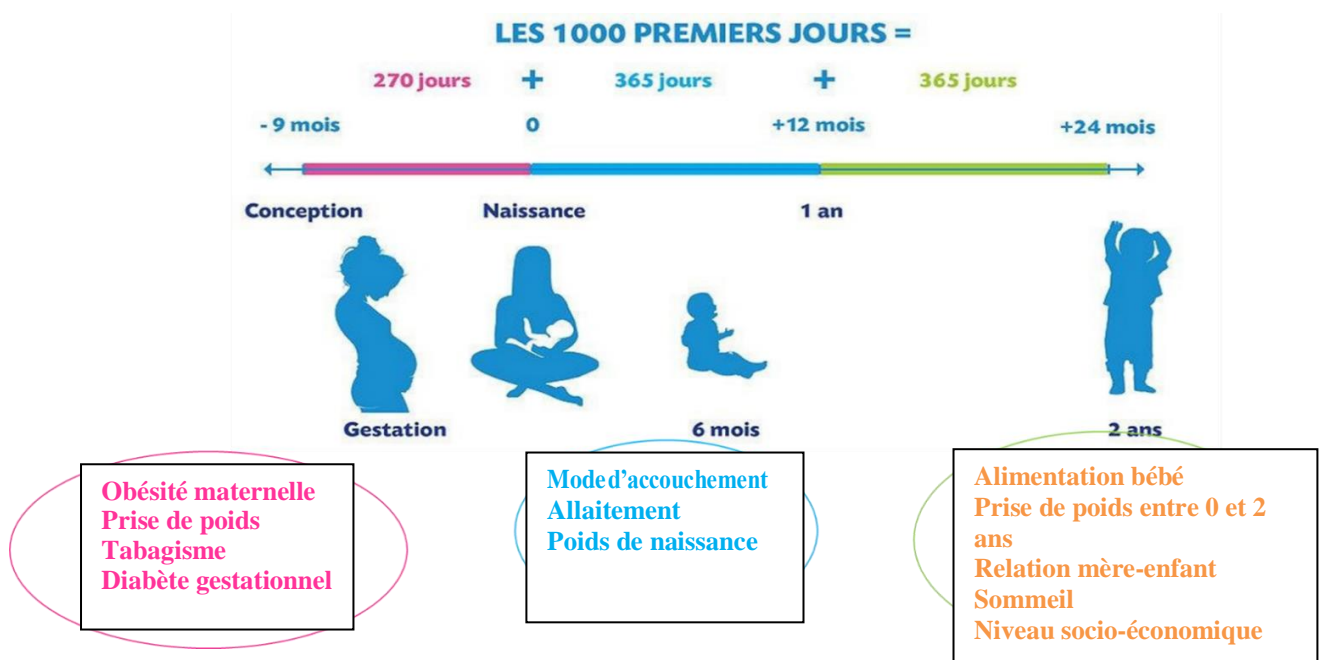 LES 1000 PREMIERS JOURS =
270 jours + 365 jours + 365 jours
- 9 mois 0 +12 mois +24 mois
Conception Naissance 1 an
Gestation 6 mois 2 ans
Obésité maternelle
Prise de poids
Tabagisme
Diabète gestationnel
Mode d'accouchement
Allaitement
Poids de naissance
Alimentation bébé
Prise de poids entre 0 et 2
ans
Relation mère-enfant
Sommeil
Niveau socio-économique